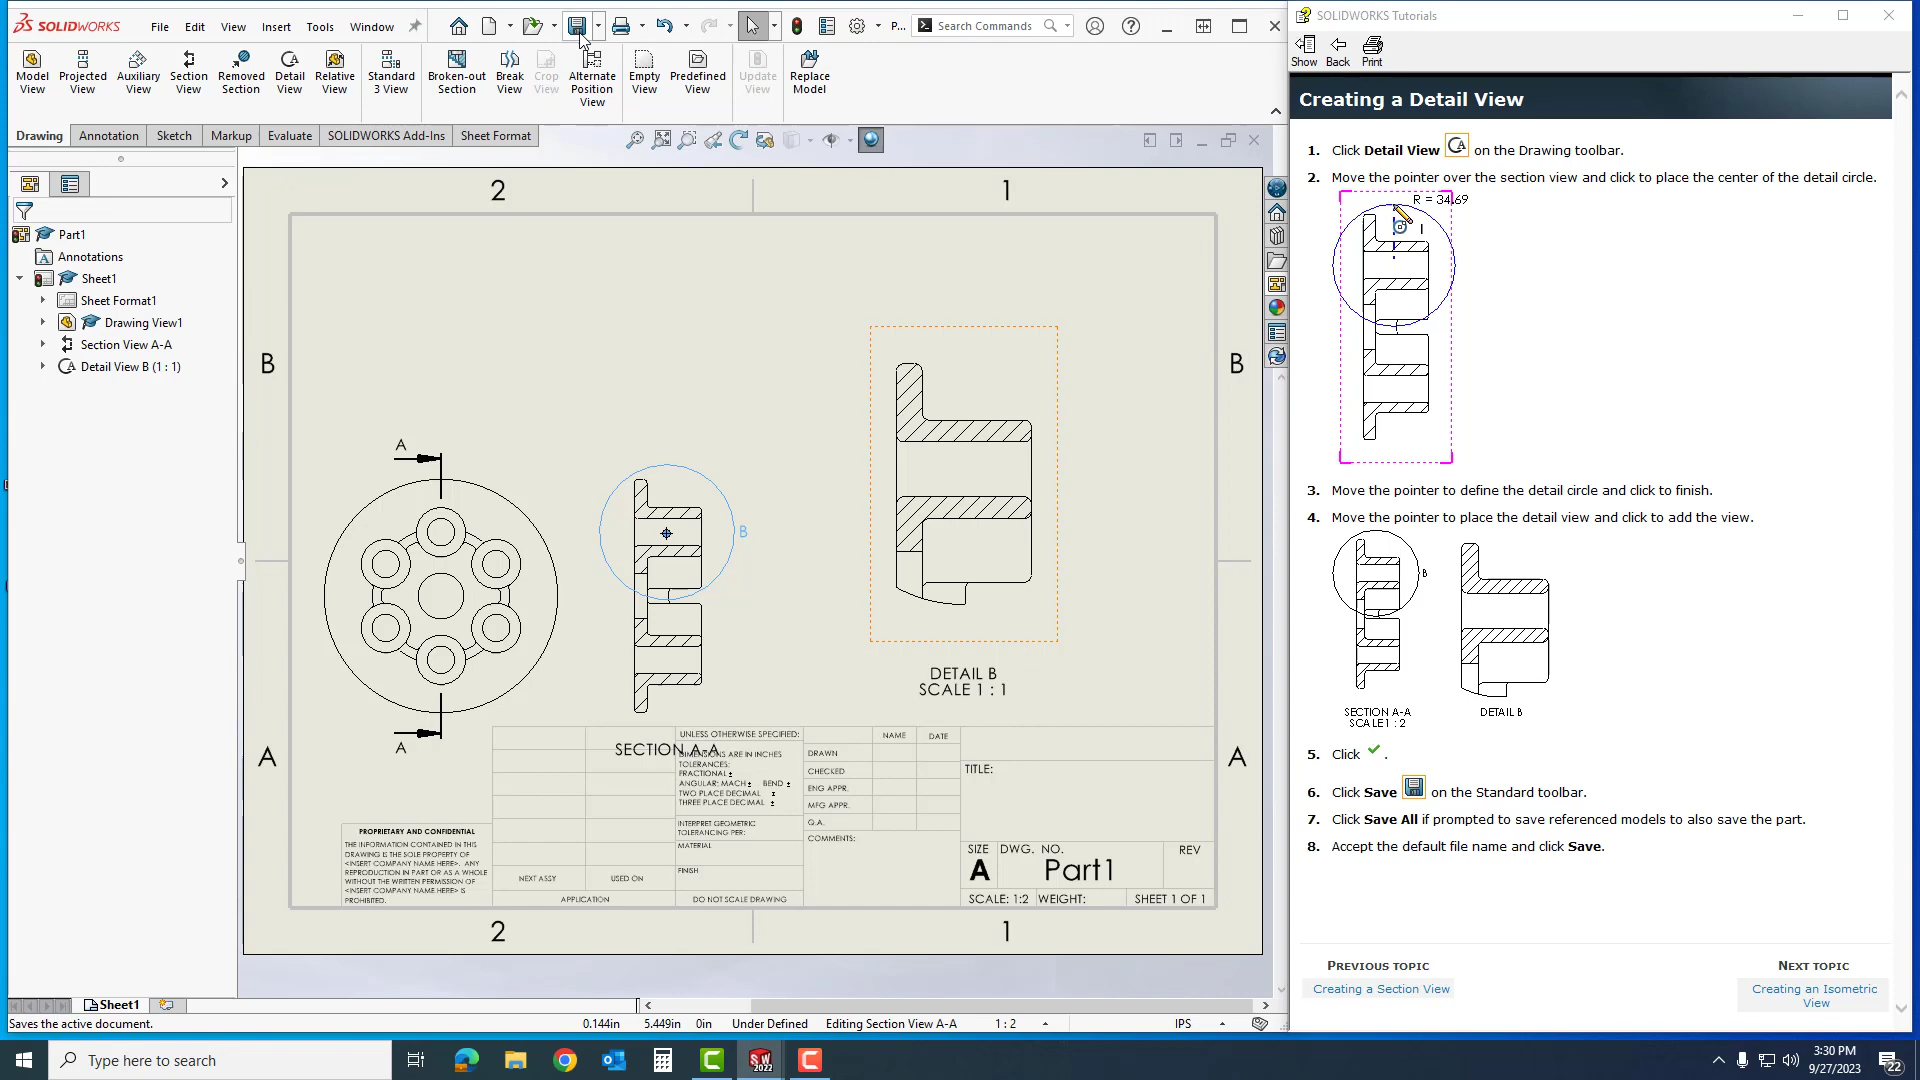 SOLIDWORKS
File
Edit
View
Insert
Tools
Window
P...
Search Commands
Model View
Projected View
Auxiliary View
Section View
Removed Section
Detail View
Relative View
Standard 3 View
Broken-out Section
Break View
Crop View
Alternate Position View
Empty View
Predefined View
Update View
Replace Model
Drawing
Annotation
Sketch
Markup
Evaluate
SOLIDWORKS Add-Ins
Sheet Format
Part1
Annotations
Sheet1
Sheet Format1
Drawing View1
Section View A-A
Detail View B (1 : 1)
2
1
B
B
A
A
2
1
A
A
B
SECTION A-A
DETAIL B
SCALE 1 : 1
UNLESS OTHERWISE SPECIFIED:
DIMENSIONS ARE IN INCHES
TOLERANCES:
FRACTIONAL ±
ANGULAR: MACH ± BEND ±
TWO PLACE DECIMAL ±
THREE PLACE DECIMAL ±
INTERPRET GEOMETRIC
TOLERANCING PER:
MATERIAL
FINISH
DO NOT SCALE DRAWING
NAME
DATE
DRAWN
CHECKED
ENG APPR.
MFG APPR.
Q.A.
COMMENTS:
TITLE:
SIZE
A
DWG. NO.
Part1
REV
SCALE: 1:2
WEIGHT:
SHEET 1 OF 1
PROPRIETARY AND CONFIDENTIAL
THE INFORMATION CONTAINED IN THIS
DRAWING IS THE SOLE PROPERTY OF
<INSERT COMPANY NAME HERE>. ANY
REPRODUCTION IN PART OR AS A WHOLE
WITHOUT THE WRITTEN PERMISSION OF
<INSERT COMPANY NAME HERE> IS
PROHIBITED.
NEXT ASSY
USED ON
APPLICATION
Sheet1
Saves the active document.
0.144in
5.449in
0in
Under Defined
Editing Section View A-A
1 : 2
IPS
SOLIDWORKS Tutorials
Show
Back
Print
Creating a Detail View
1. Click Detail View on the Drawing toolbar.
2. Move the pointer over the section view and click to place the center of the detail circle.
R = 34.69
3. Move the pointer to define the detail circle and click to finish.
4. Move the pointer to place the detail view and click to add the view.
B
SECTION A-A
SCALE 1 : 2
DETAIL B
5. Click .
6. Click Save on the Standard toolbar.
7. Click Save All if prompted to save referenced models to also save the part.
8. Accept the default file name and click Save.
PREVIOUS TOPIC
Creating a Section View
NEXT TOPIC
Creating an Isometric
View
Type here to search
SW
2022
3:30 PM
9/27/2023
22